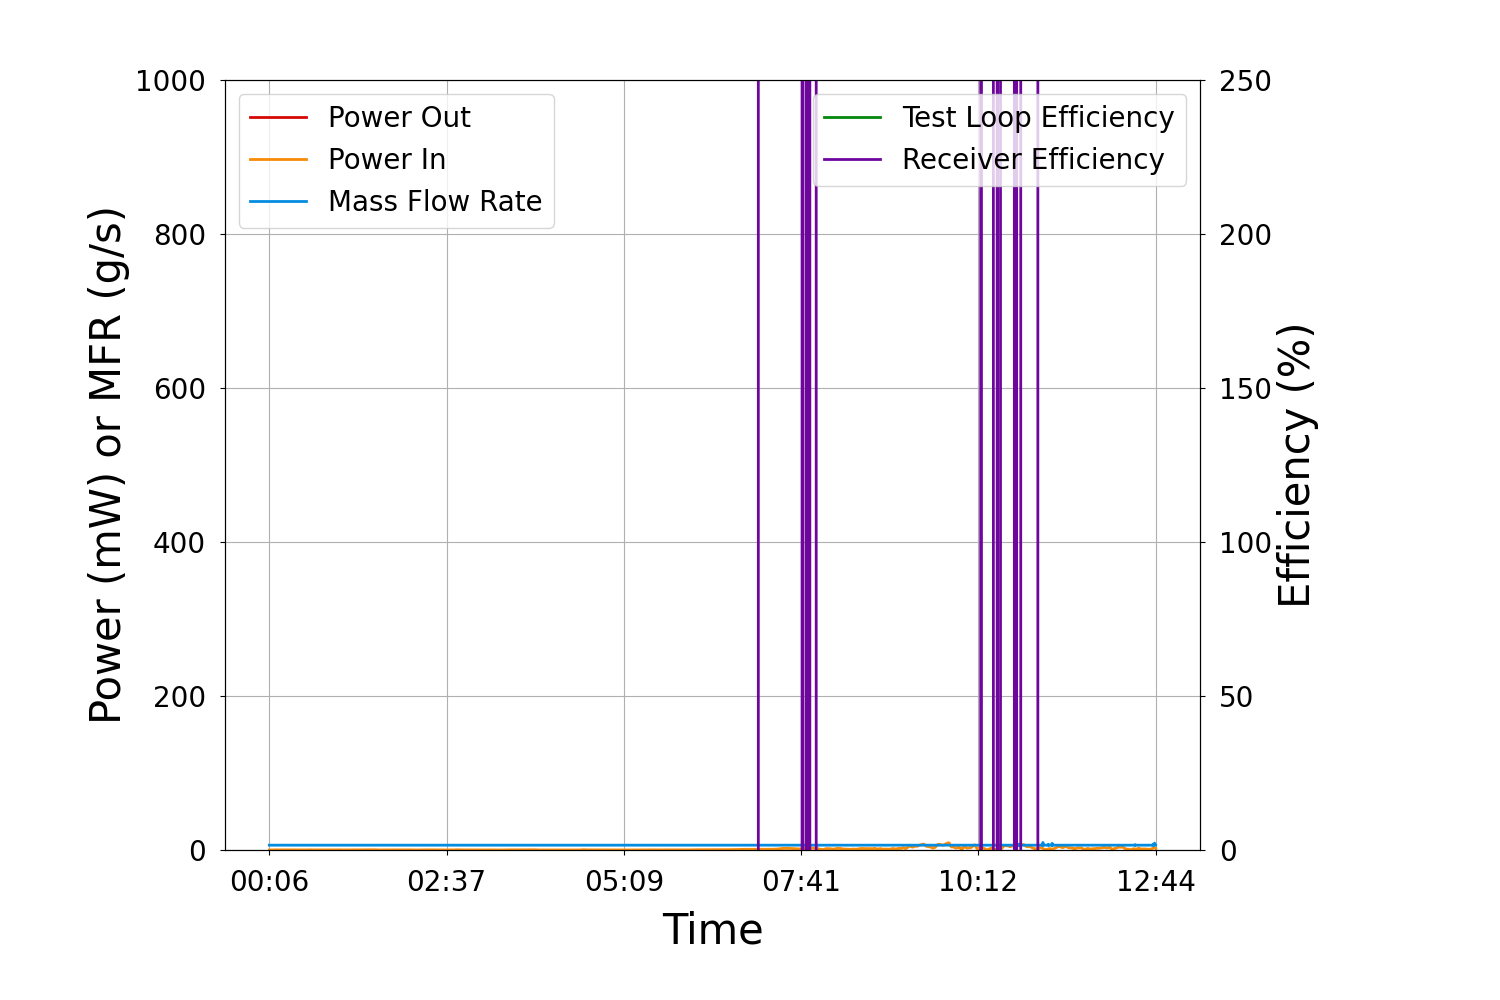 1000
800
600
400
200
0
Power (mW) or MFR (g/s)
Power Out
Power In
Mass Flow Rate
Test Loop Efficiency
Receiver Efficiency
250
200
150
100
50
0
Efficiency (%)
00:06 02:37 05:09 07:41 10:12 12:44
Time